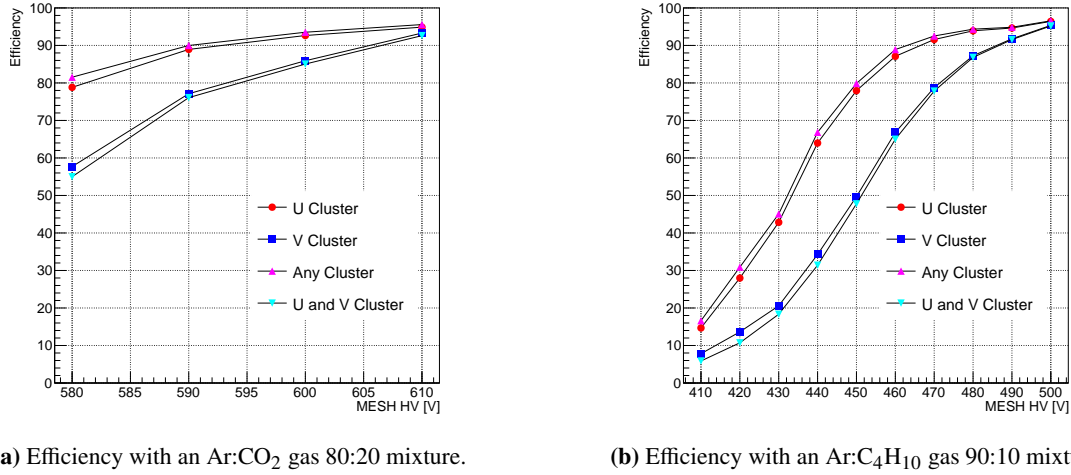 Efficiency
100
90
80
70
60
50
40
30
20
10
0
U Cluster
V Cluster
Any Cluster
U and V Cluster
580 585 590 595 600 605 610
MESH HV [V]
Efficiency
100
90
80
70
60
50
40
30
20
10
0
U Cluster
V Cluster
Any Cluster
U and V Cluster
410 420 430 440 450 460 470 480 490 500
MESH HV [V]
a) Efficiency with an Ar:CO2 gas 80:20 mixture.
(b) Efficiency with an Ar:C4H10 gas 90:10 mixt